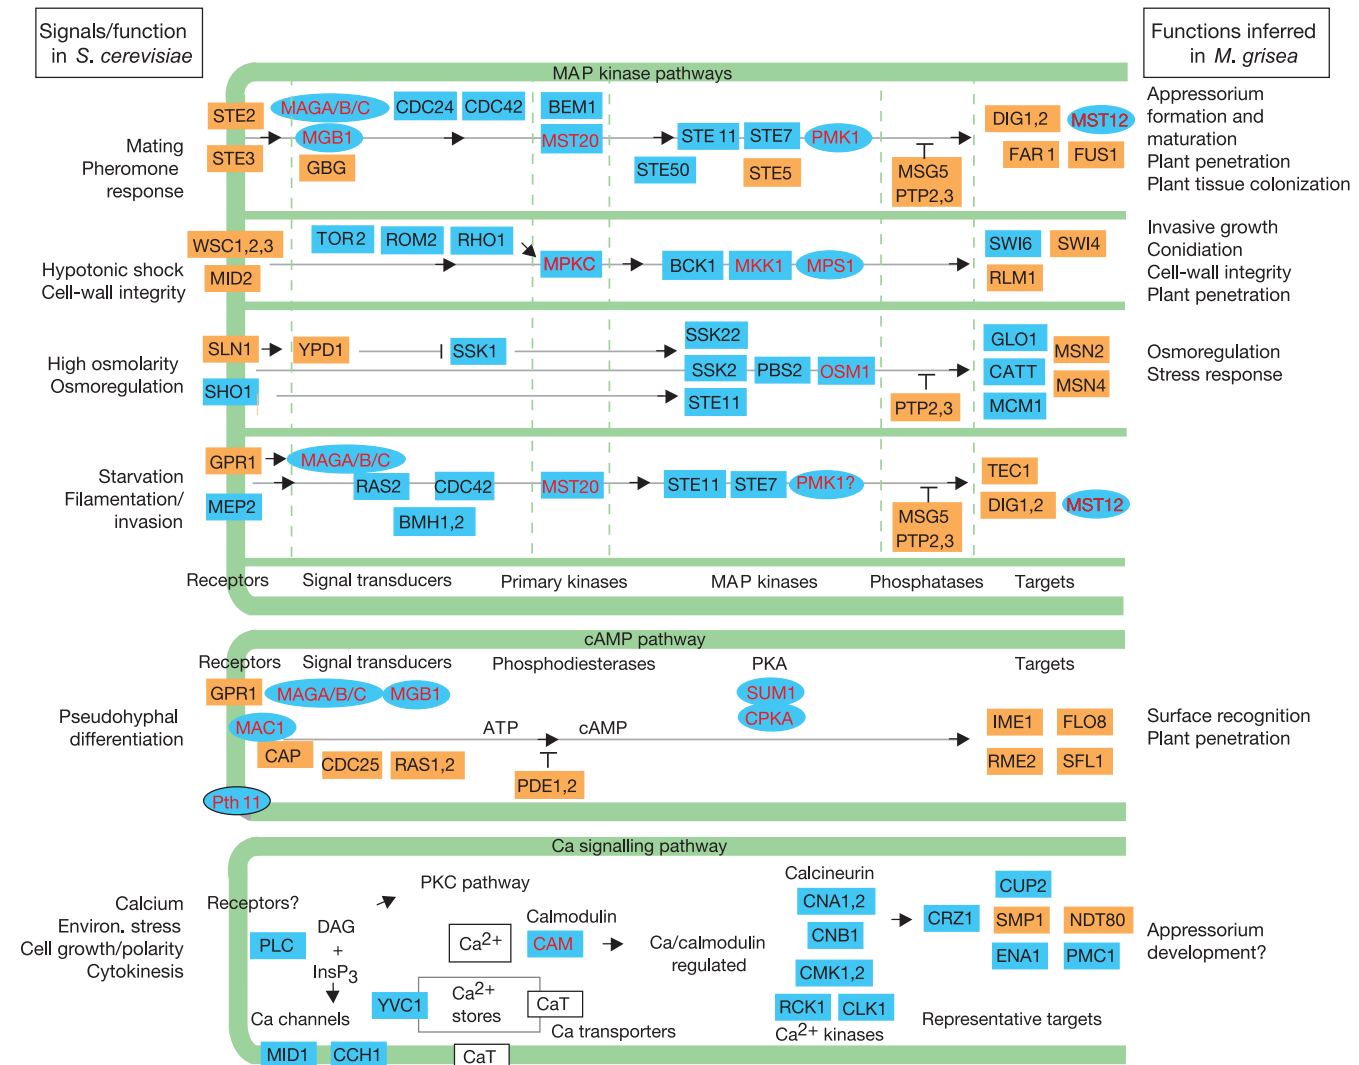 Signals/function
in S. cerevisiae
Functions inferred
in M. grisea
MAP kinase pathways
Mating
Pheromone
response
STE2
STE3
MAGA/B/C
CDC24
CDC42
BEM1
MGB1
MST20
GBG
STE 11
STE7
PMK1
STE50
STE5
MSG5
PTP2,3
DIG1,2
MST12
FAR 1
FUS1
Appressorium
formation and
maturation
Plant penetration
Plant tissue colonization
Hypotonic shock
Cell-wall integrity
WSC1,2,3
MID2
TOR2
ROM2
RHO1
MPKC
BCK1
MKK1
MPS1
SWI6
SWI4
RLM1
Invasive growth
Conidiation
Cell-wall integrity
Plant penetration
High osmolarity
Osmoregulation
SLN1
SHO1
YPD1
SSK1
SSK22
SSK2
PBS2
OSM1
STE11
PTP2,3
GLO1
MSN2
CATT
MSN4
MCM1
Osmoregulation
Stress response
Starvation
Filamentation/
invasion
GPR1
MEP2
MAGA/B/C
RAS2
CDC42
BMH1,2
MST20
STE11
STE7
PMK1?
MSG5
PTP2,3
TEC1
DIG1,2
MST12
Receptors
Signal transducers
Primary kinases
MAP kinases
Phosphatases
Targets
cAMP pathway
Receptors
Signal transducers
Phosphodiesterases
PKA
Targets
Pseudohyphal
differentiation
GPR1
MAGA/B/C
MGB1
MAC1
CAP
CDC25
RAS1,2
Pth 11
ATP
cAMP
PDE1,2
SUM1
CPKA
IME1
FLO8
RME2
SFL1
Surface recognition
Plant penetration
Ca signalling pathway
Calcium
Environ. stress
Cell growth/polarity
Cytokinesis
Receptors?
PLC
DAG
+
InsP3
PKC pathway
Ca2+
Calmodulin
CAM
Ca/calmodulin
regulated
YVC1
Ca2+
stores
CaT
Ca transporters
Ca channels
MID1
CCH1
CaT
Calcineurin
CNA1,2
CNB1
CMK1,2
RCK1
CLK1
Ca2+ kinases
CRZ1
CUP2
SMP1
NDT80
ENA1
PMC1
Representative targets
Appressorium
development?